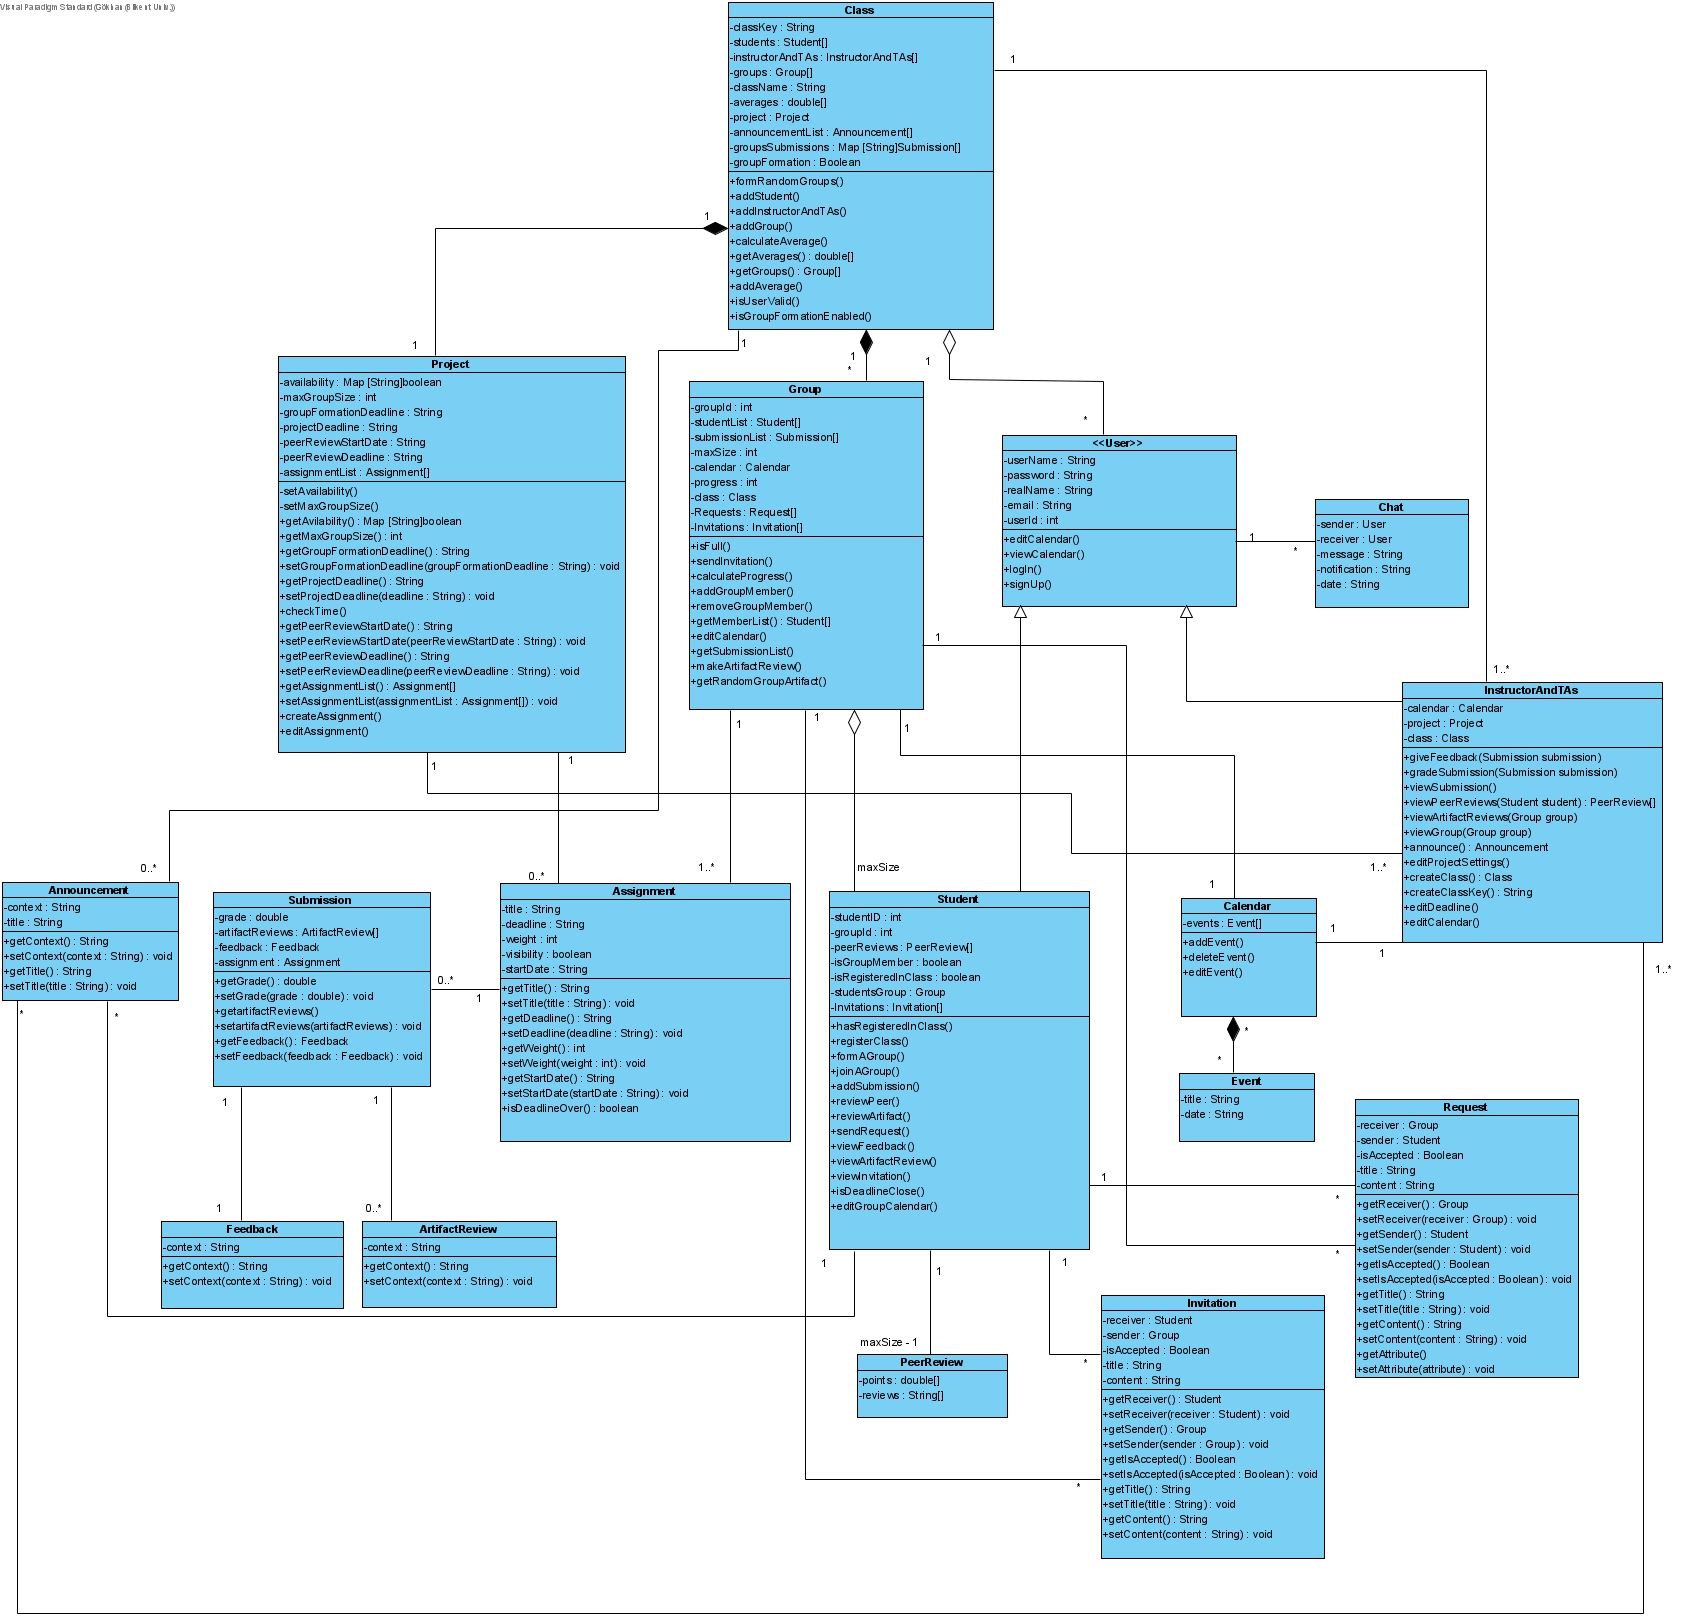 Visual Paradigm Standard (Gökhan (Bilkent Univ.))
Class
-classKey : String
-students : Student[]
-instructorAndTAs : InstructorAndTAs[]
-groups : Group[]
-className : String
-averages : double[]
-project : Project
-announcementList : Announcement[]
-groupsSubmissions : Map [String]Submission[]
-groupFormation : Boolean
+formRandomGroups()
+addStudent()
+addInstructorAndTAs()
+addGroup()
+calculateAverage()
+getAverages() : double[]
+getGroups() : Group[]
+addAverage()
+isUserValid()
+isGroupFormationEnabled()
1
1
1
1
1
*
1
*
1..*
Project
-availability : Map [String]boolean
-maxGroupSize : int
-groupFormationDeadline : String
-projectDeadline : String
-peerReviewStartDate : String
-peerReviewDeadline : String
-assignmentList : Assignment[]
-setAvailability()
-setMaxGroupSize()
+getAvilability() : Map [String]boolean
+getMaxGroupSize() : int
+getGroupFormationDeadline() : String
+setGroupFormationDeadline(groupFormationDeadline : String) : void
+getProjectDeadline() : String
+setProjectDeadline(deadline : String) : void
+checkTime()
+getPeerReviewStartDate() : String
+setPeerReviewStartDate(peerReviewStartDate : String) : void
+getPeerReviewDeadline() : String
+setPeerReviewDeadline(peerReviewDeadline : String) : void
+getAssignmentList() : Assignment[]
+setAssignmentList(assignmentList : Assignment[]) : void
+createAssignment()
+editAssignment()
1
1
Group
-groupId : int
-studentList : Student[]
-submissionList : Submission[]
-maxSize : int
-calendar : Calendar
-progress : int
-class : Class
-Requests : Request[]
-Invitations : Invitation[]
+isFull()
+sendInvitation()
+calculateProgress()
+addGroupMember()
+removeGroupMember()
+getMemberList() : Student[]
+editCalendar()
+getSubmissionList()
+makeArtifactReview()
+getRandomGroupArtifact()
1
1
1
1
<<User>>
-userName : String
-password : String
-realName : String
-email : String
-userId : int
+editCalendar()
+viewCalendar()
+logIn()
+signUp()
1
*
Chat
-sender : User
-receiver : User
-message : String
-notification : String
-date : String
InstructorAndTAs
-calendar : Calendar
-project : Project
-class : Class
+giveFeedback(Submission submission)
+gradeSubmission(Submission submission)
+viewSubmission()
+viewPeerReviews(Student student) : PeerReview[]
+viewArtifactReviews(Group group)
+viewGroup(Group group)
+announce() : Announcement
+editProjectSettings()
+createClass() : Class
+createClassKey() : String
+editDeadline()
+editCalendar()
1..*
1
1
1
1..*
0..*
0..*
1..*
maxSize
Announcement
-context : String
-title : String
+getContext() : String
+setContext(context : String) : void
+getTitle() : String
+setTitle(title : String) : void
*
*
Submission
-grade : double
-artifactReviews : ArtifactReview[]
-feedback : Feedback
-assignment : Assignment
+getGrade() : double
+setGrade(grade : double) : void
+getartifactReviews()
+setartifactReviews(artifactReviews) : void
+getFeedback() : Feedback
+setFeedback(feedback : Feedback) : void
0..*
1
1
1
1
0..*
Assignment
-title : String
-deadline : String
-weight : int
-visibility : boolean
-startDate : String
+getTitle() : String
+setTitle(title : String) : void
+getDeadline() : String
+setDeadline(deadline : String) : void
+getWeight() : int
+setWeight(weight : int) : void
+getStartDate() : String
+setStartDate(startDate : String) : void
+isDeadlineOver() : boolean
Student
-studentID : int
-groupId : int
-peerReviews : PeerReview[]
-isGroupMember : boolean
-isRegisteredInClass : boolean
-studentsGroup : Group
-Invitations : Invitation[]
+hasRegisteredInClass()
+registerClass()
+formAGroup()
+joinAGroup()
+addSubmission()
+reviewPeer()
+reviewArtifact()
+sendRequest()
+viewFeedback()
+viewArtifactReview()
+viewInvitation()
+isDeadlineClose()
+editGroupCalendar()
1
*
*
1
1
1
Calendar
-events : Event[]
+addEvent()
+deleteEvent()
+editEvent()
*
*
Event
-title : String
-date : String
Request
-receiver : Group
-sender : Student
-isAccepted : Boolean
-title : String
-content : String
+getReceiver() : Group
+setReceiver(receiver : Group) : void
+getSender() : Student
+setSender(sender : Student) : void
+getIsAccepted() : Boolean
+setIsAccepted(isAccepted : Boolean) : void
+getTitle() : String
+setTitle(title : String) : void
+getContent() : String
+setContent(content : String) : void
+getAttribute()
+setAttribute(attribute) : void
Feedback
-context : String
+getContext() : String
+setContext(context : String) : void
ArtifactReview
-context : String
+getContext() : String
+setContext(context : String) : void
maxSize - 1
PeerReview
-points : double[]
-reviews : String[]
*
*
Invitation
-receiver : Student
-sender : Group
-isAccepted : Boolean
-title : String
-content : String
+getReceiver() : Student
+setReceiver(receiver : Student) : void
+getSender() : Group
+setSender(sender : Group) : void
+getIsAccepted() : Boolean
+setIsAccepted(isAccepted : Boolean) : void
+getTitle() : String
+setTitle(title : String) : void
+getContent() : String
+setContent(content : String) : void